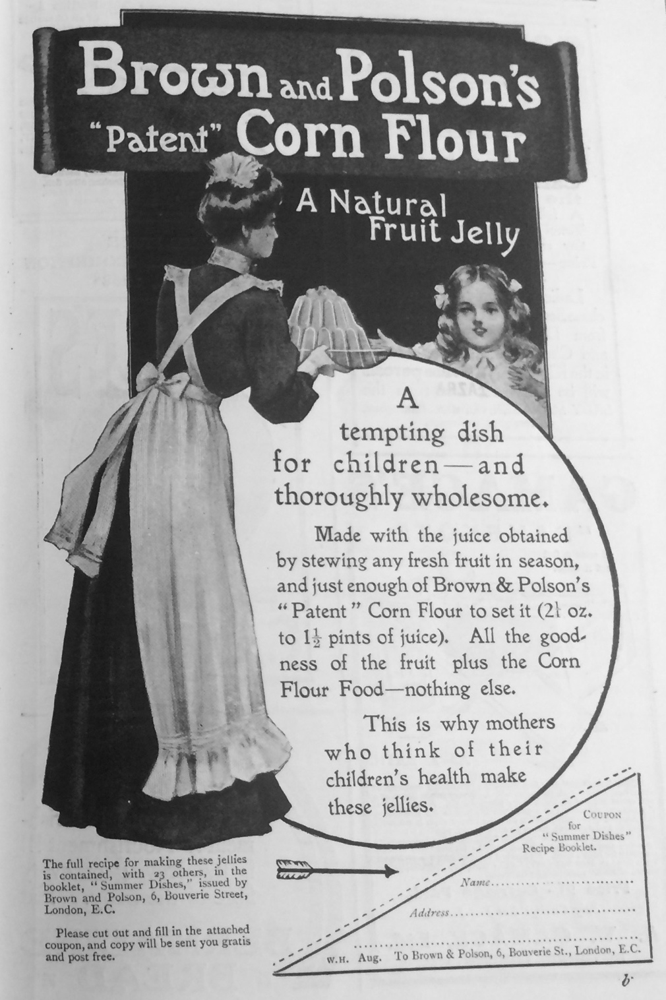 Brown and Polson's
"Patent" Corn Flour
A Natural
Fruit Jelly
A
tempting dish
for children—and
thoroughly wholesome.
Made with the juice obtained
by stewing any fresh fruit in season,
and just enough of Brown & Polson's
"Patent" Corn Flour to set it (2¼ oz.
to 1½ pints of juice). All the good-
ness of the fruit plus the Corn
Flour Food—nothing else.
This is why mothers
who think of their
children's health make
these jellies.
The full recipe for making these jellies
is contained, with 23 others, in the
booklet, "Summer Dishes," issued by
Brown and Polson, 6, Bouverie Street,
London, E.C.
Please cut out and fill in the attached
coupon, and copy will be sent you gratis
and post free.
COUPON
for
"Summer Dishes"
Recipe Booklet.
Name
Address
W.H. Aug. To Brown & Polson, 6, Bouverie St., London, E.C.
b